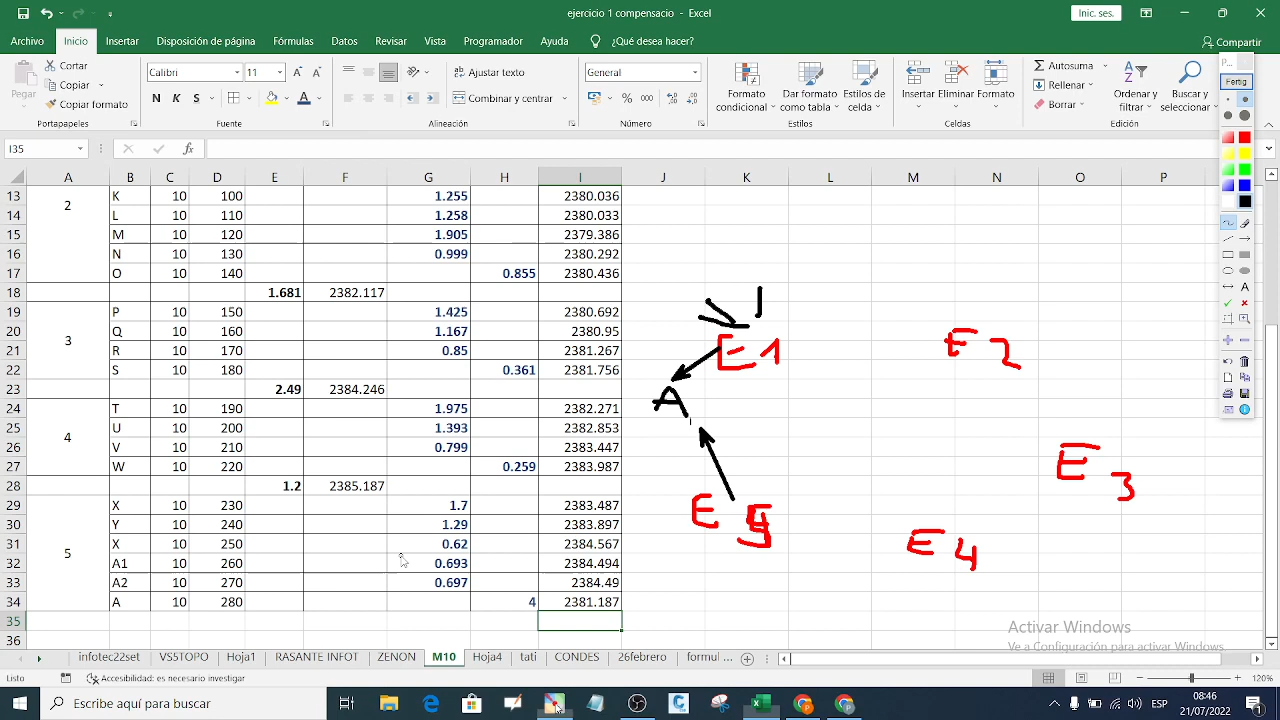 ejercicio 1 compensacio - Excel
Inic. ses.
Archivo Inicio Insertar Disposición de página Fórmulas Datos Revisar Vista Programador Ayuda ¿Qué desea hacer? Compartir
Pegar Cortar Copiar Copiar formato
Portapapeles
Calibri 11
N K S
Fuente
Ajustar texto
Combinar y centrar
Alineación
General
% 000
Número
Formato condicional Dar formato como tabla Estilos de celda
Estilos
Insertar Eliminar Formato
Celdas
Autosuma
Rellenar
Borrar
Ordenar y filtrar Buscar y seleccionar
Edición
Fertig
I35 fx
A B C D E F G H I J K L M N O P
13 K 10 100 1.255 2380.036
2
14 L 10 110 1.258 2380.033
15 M 10 120 1.905 2379.386
16 N 10 130 0.999 2380.292
17 O 10 140 0.855 2380.436
18 1.681 2382.117
19 P 10 150 1.425 2380.692
20 Q 10 160 1.167 2380.95
3
21 R 10 170 0.85 2381.267
22 S 10 180 0.361 2381.756
23 2.49 2384.246
24 T 10 190 1.975 2382.271
25 U 10 200 1.393 2382.853
4
26 V 10 210 0.799 2383.447
27 W 10 220 0.259 2383.987
28 1.2 2385.187
29 X 10 230 1.7 2383.487
30 Y 10 240 1.29 2383.897
31 X 10 250 0.62 2384.567
5
32 A1 10 260 0.693 2384.494
33 A2 10 270 0.697 2384.49
34 A 10 280 4 2381.187
35
36
E1
E2
A
E3
E5
E4
Activar Windows
Ve a Configuración para activar Windows.
infotec22set VS5TOPO Hoja1 RASANTE INFOTI ZENON M10 Hoja4 tati CONDES 26febrero formul ...
Listo Accesibilidad: es necesario investigar 120%
Escribe aquí para buscar
ESP
08:46
21/07/2022